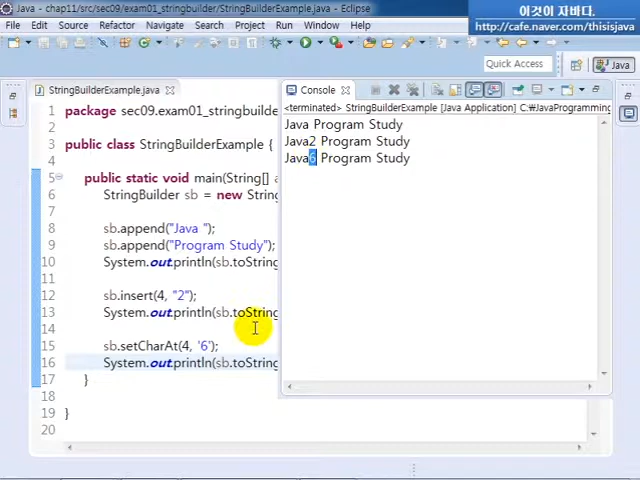 Java - chap11/src/sec09/exam01_stringbuilder/StringBuilderExample.java - Eclipse
이것이 자바다.
http://cafe.naver.com/thisisjava
File Edit Source Refactor Navigate Search Project Run Window Help
Quick Access
Java
StringBuilderExample.java
1 package sec09.exam01_stringbuilde
2
3 public class StringBuilderExample {
4
5 public static void main(String[] a
6 StringBuilder sb = new String
7
8 sb.append("Java ");
9 sb.append("Program Study");
10 System.out.println(sb.toString
11
12 sb.insert(4, "2");
13 System.out.println(sb.toString
14
15 sb.setCharAt(4, '6');
16 System.out.println(sb.toString
17 }
18
19 }
20
Console
<terminated> StringBuilderExample [Java Application] C:₩JavaProgramming
Java Program Study
Java2 Program Study
Java6 Program Study